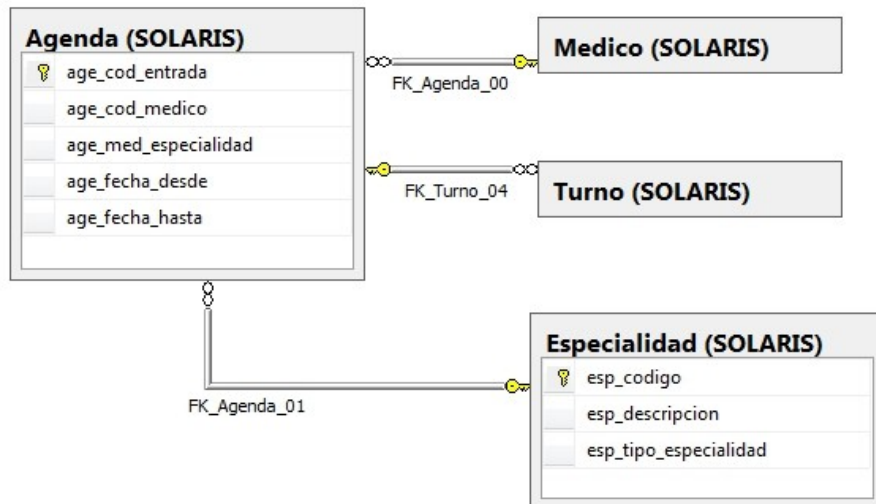 Agenda (SOLARIS)
age_cod_entrada
age_cod_medico
age_med_especialidad
age_fecha_desde
age_fecha_hasta
FK_Agenda_00
Medico (SOLARIS)
FK_Turno_04
Turno (SOLARIS)
FK_Agenda_01
Especialidad (SOLARIS)
esp_codigo
esp_descripcion
esp_tipo_especialidad